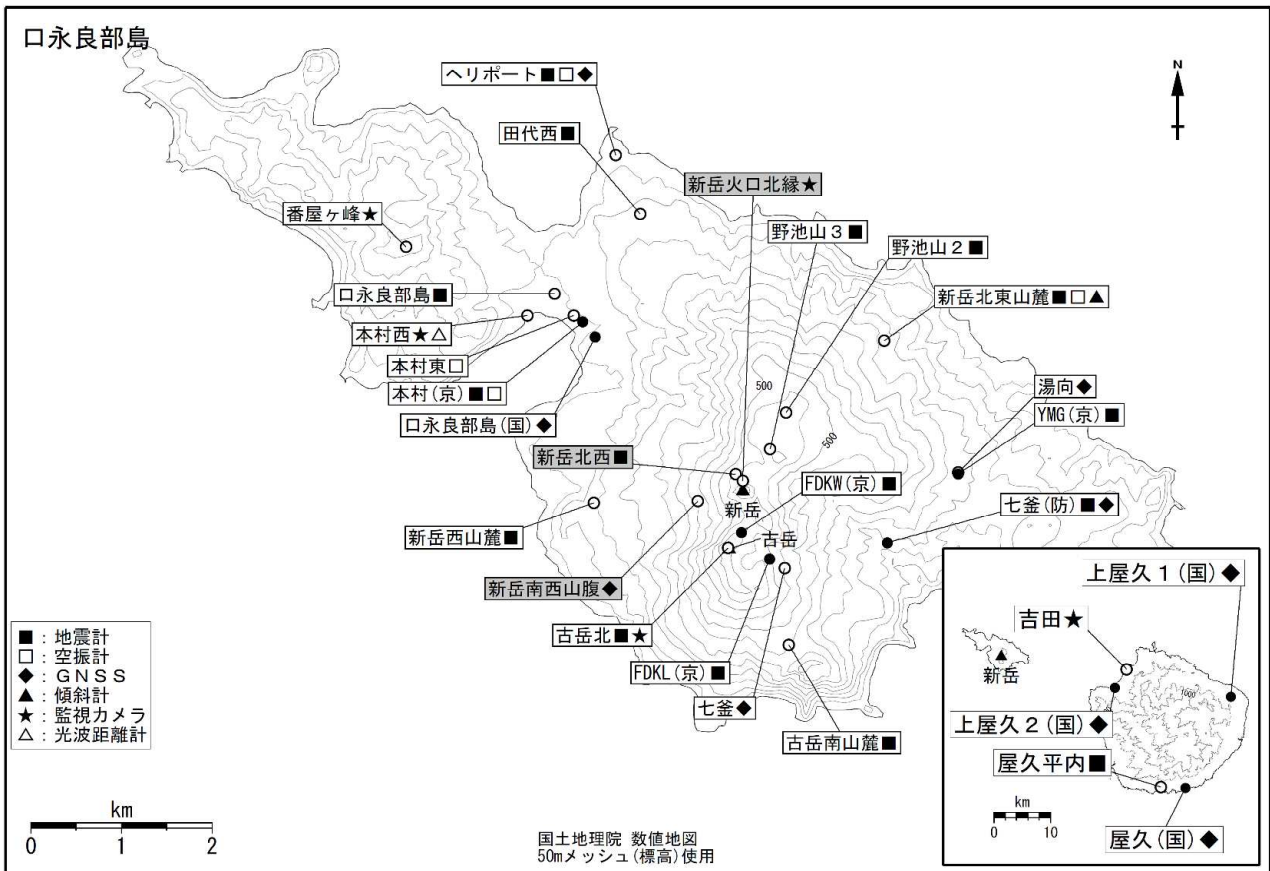 口永良部島
N
ヘリポート■□◆
田代西■
新岳火口北縁★
番屋ヶ峰★
野池山３■
野池山２■
口永良部島■
新岳北東山麓■□▲
本村西★△
本村東□
本村(京)■□
口永良部島(国)◆
500
500
湯向◆
YMG(京)■
新岳北西■
FDKW(京)■
新岳
七釜(防)■◆
新岳西山麓■
古岳
新岳南西山腹◆
古岳北■★
FDKL(京)■
七釜◆
古岳南山麓■
■：地震計
□：空振計
◆：ＧＮＳＳ
▲：傾斜計
★：監視カメラ
△：光波距離計
km
0 1 2
国土地理院 数値地図
50mメッシュ(標高)使用
上屋久１(国)◆
吉田★
新岳
1000
上屋久２(国)◆
屋久平内■
km
0 10
屋久(国)◆